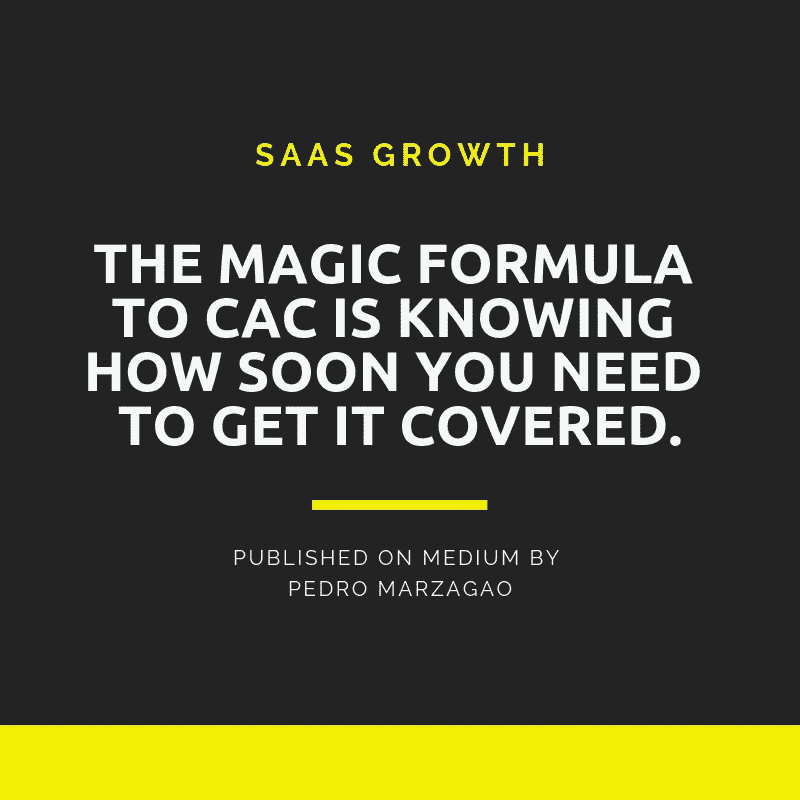 SAAS GROWTH
THE MAGIC FORMULA
TO CAC IS KNOWING
HOW SOON YOU NEED
TO GET IT COVERED.
PUBLISHED ON MEDIUM BY
PEDRO MARZAGAO